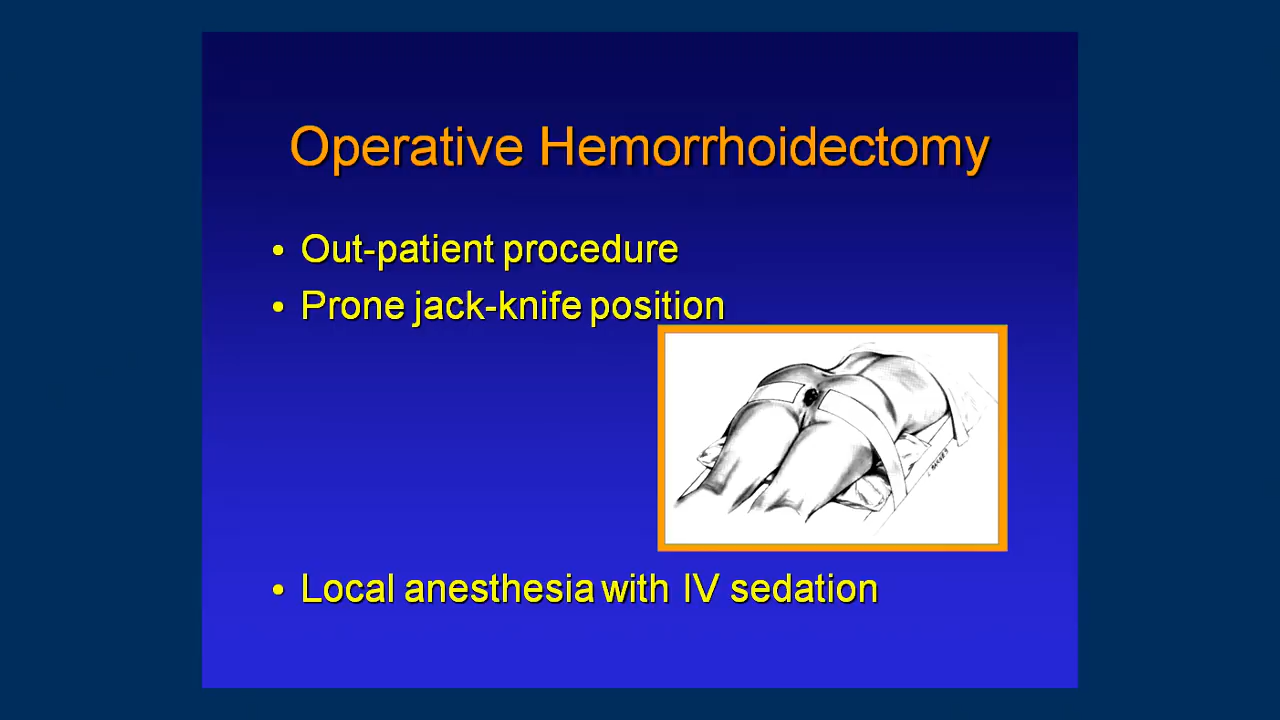 Operative Hemorrhoidectomy
• Out-patient procedure
• Prone jack-knife position
• Local anesthesia with IV sedation